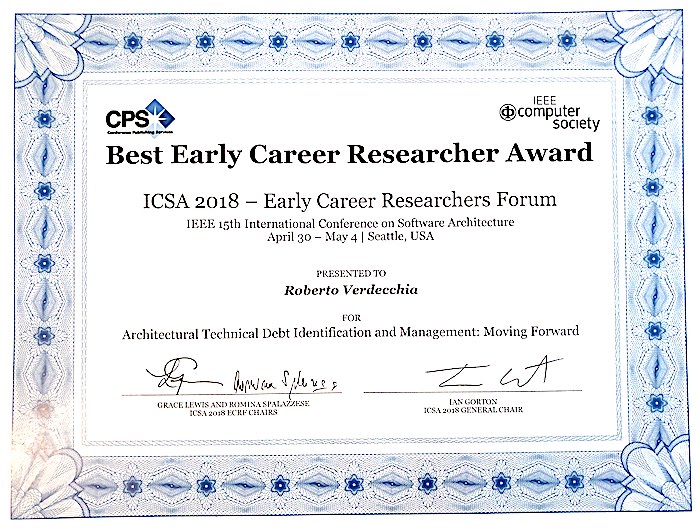 CPS
Conference Publishing Services
IEEE
computer
society
Best Early Career Researcher Award
ICSA 2018 – Early Career Researchers Forum
IEEE 15th International Conference on Software Architecture
April 30 – May 4 | Seattle, USA
PRESENTED TO
Roberto Verdecchia
FOR
Architectural Technical Debt Identification and Management: Moving Forward
GRACE LEWIS AND ROMINA SPALAZZESE
ICSA 2018 ECRF CHAIRS
IAN GORTON
ICSA 2018 GENERAL CHAIR